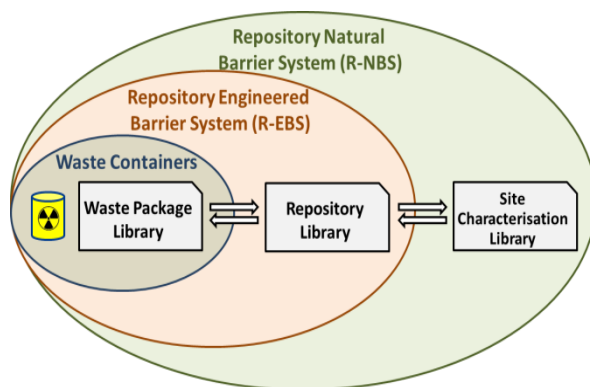 Repository Natural
Barrier System (R-NBS)
Repository Engineered
Barrier System (R-EBS)
Waste Containers
Waste Package
Library
Repository
Library
Site
Characterisation
Library